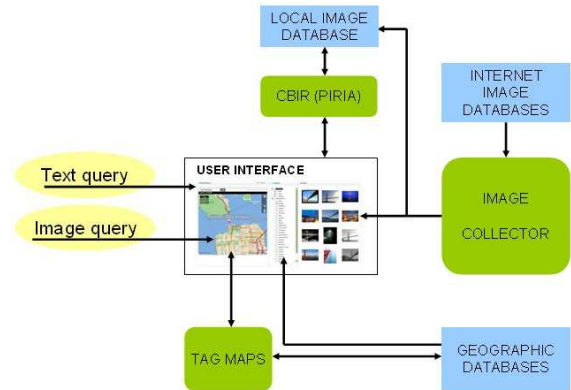 LOCAL IMAGE
DATABASE
INTERNET
IMAGE
DATABASES
CBIR (PIRIA)
USER INTERFACE
Text query
Image query
IMAGE
COLLECTOR
TAG MAPS
GEOGRAPHIC
DATABASES